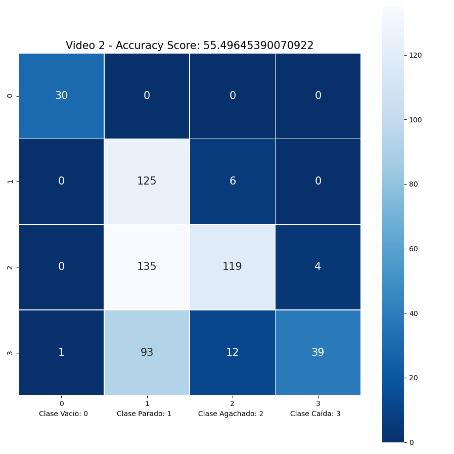 Video 2 - Accuracy Score: 55.49645390070922
0 30 0 0 0
1 0 125 6 0
2 0 135 119 4
3 1 93 12 39
0 1 2 3
Clase Vacio: 0 Clase Parado: 1 Clase Agachado: 2 Clase Caída: 3
120
100
80
60
40
20
0